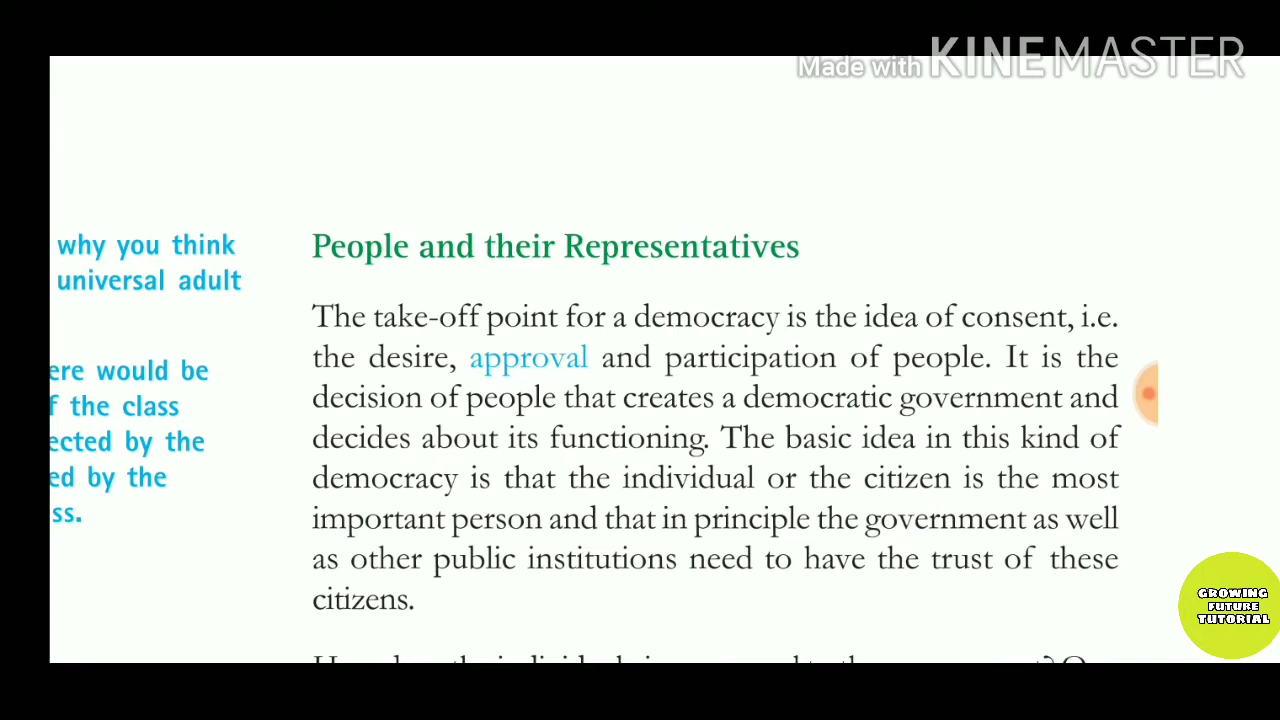 Made with KINEMASTER
why you think
universal adult
ere would be
f the class
ected by the
ed by the
ss.
People and their Representatives
The take-off point for a democracy is the idea of consent, i.e.
the desire, approval and participation of people. It is the
decision of people that creates a democratic government and
decides about its functioning. The basic idea in this kind of
democracy is that the individual or the citizen is the most
important person and that in principle the government as well
as other public institutions need to have the trust of these
citizens.
GROWING
FUTURE
TUTORIAL